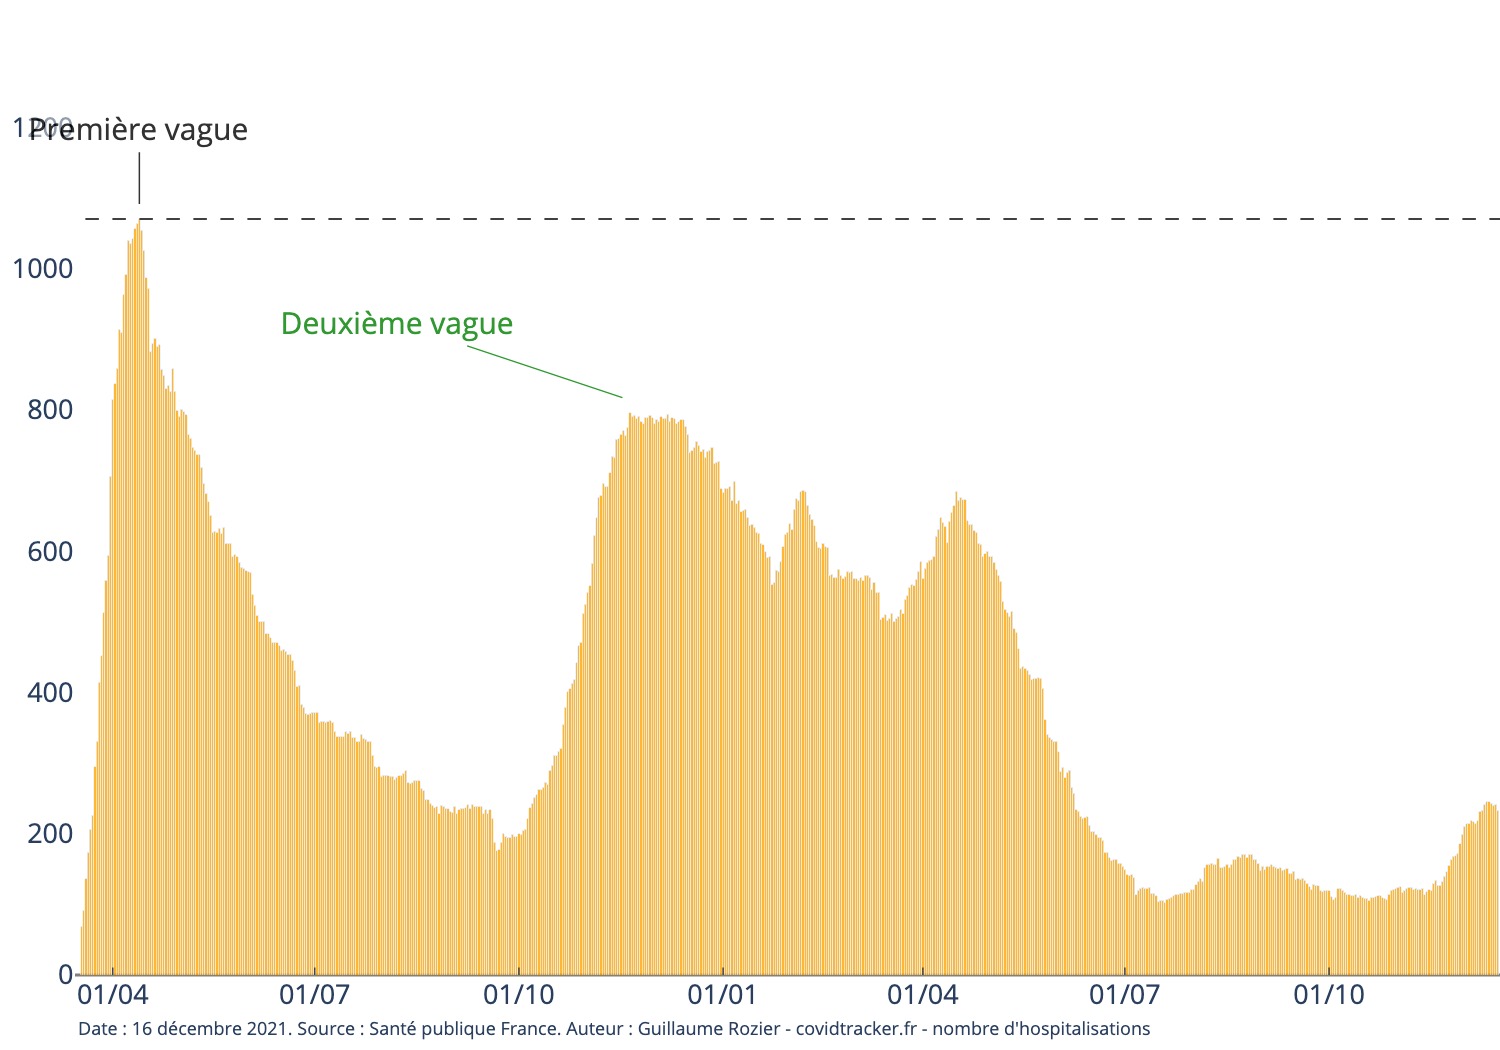 1200
Première vague
1000
Deuxième vague
800
600
400
200
0
01/04 01/07 01/10 01/01 01/04 01/07 01/10
Date : 16 décembre 2021. Source : Santé publique France. Auteur : Guillaume Rozier - covidtracker.fr - nombre d'hospitalisations